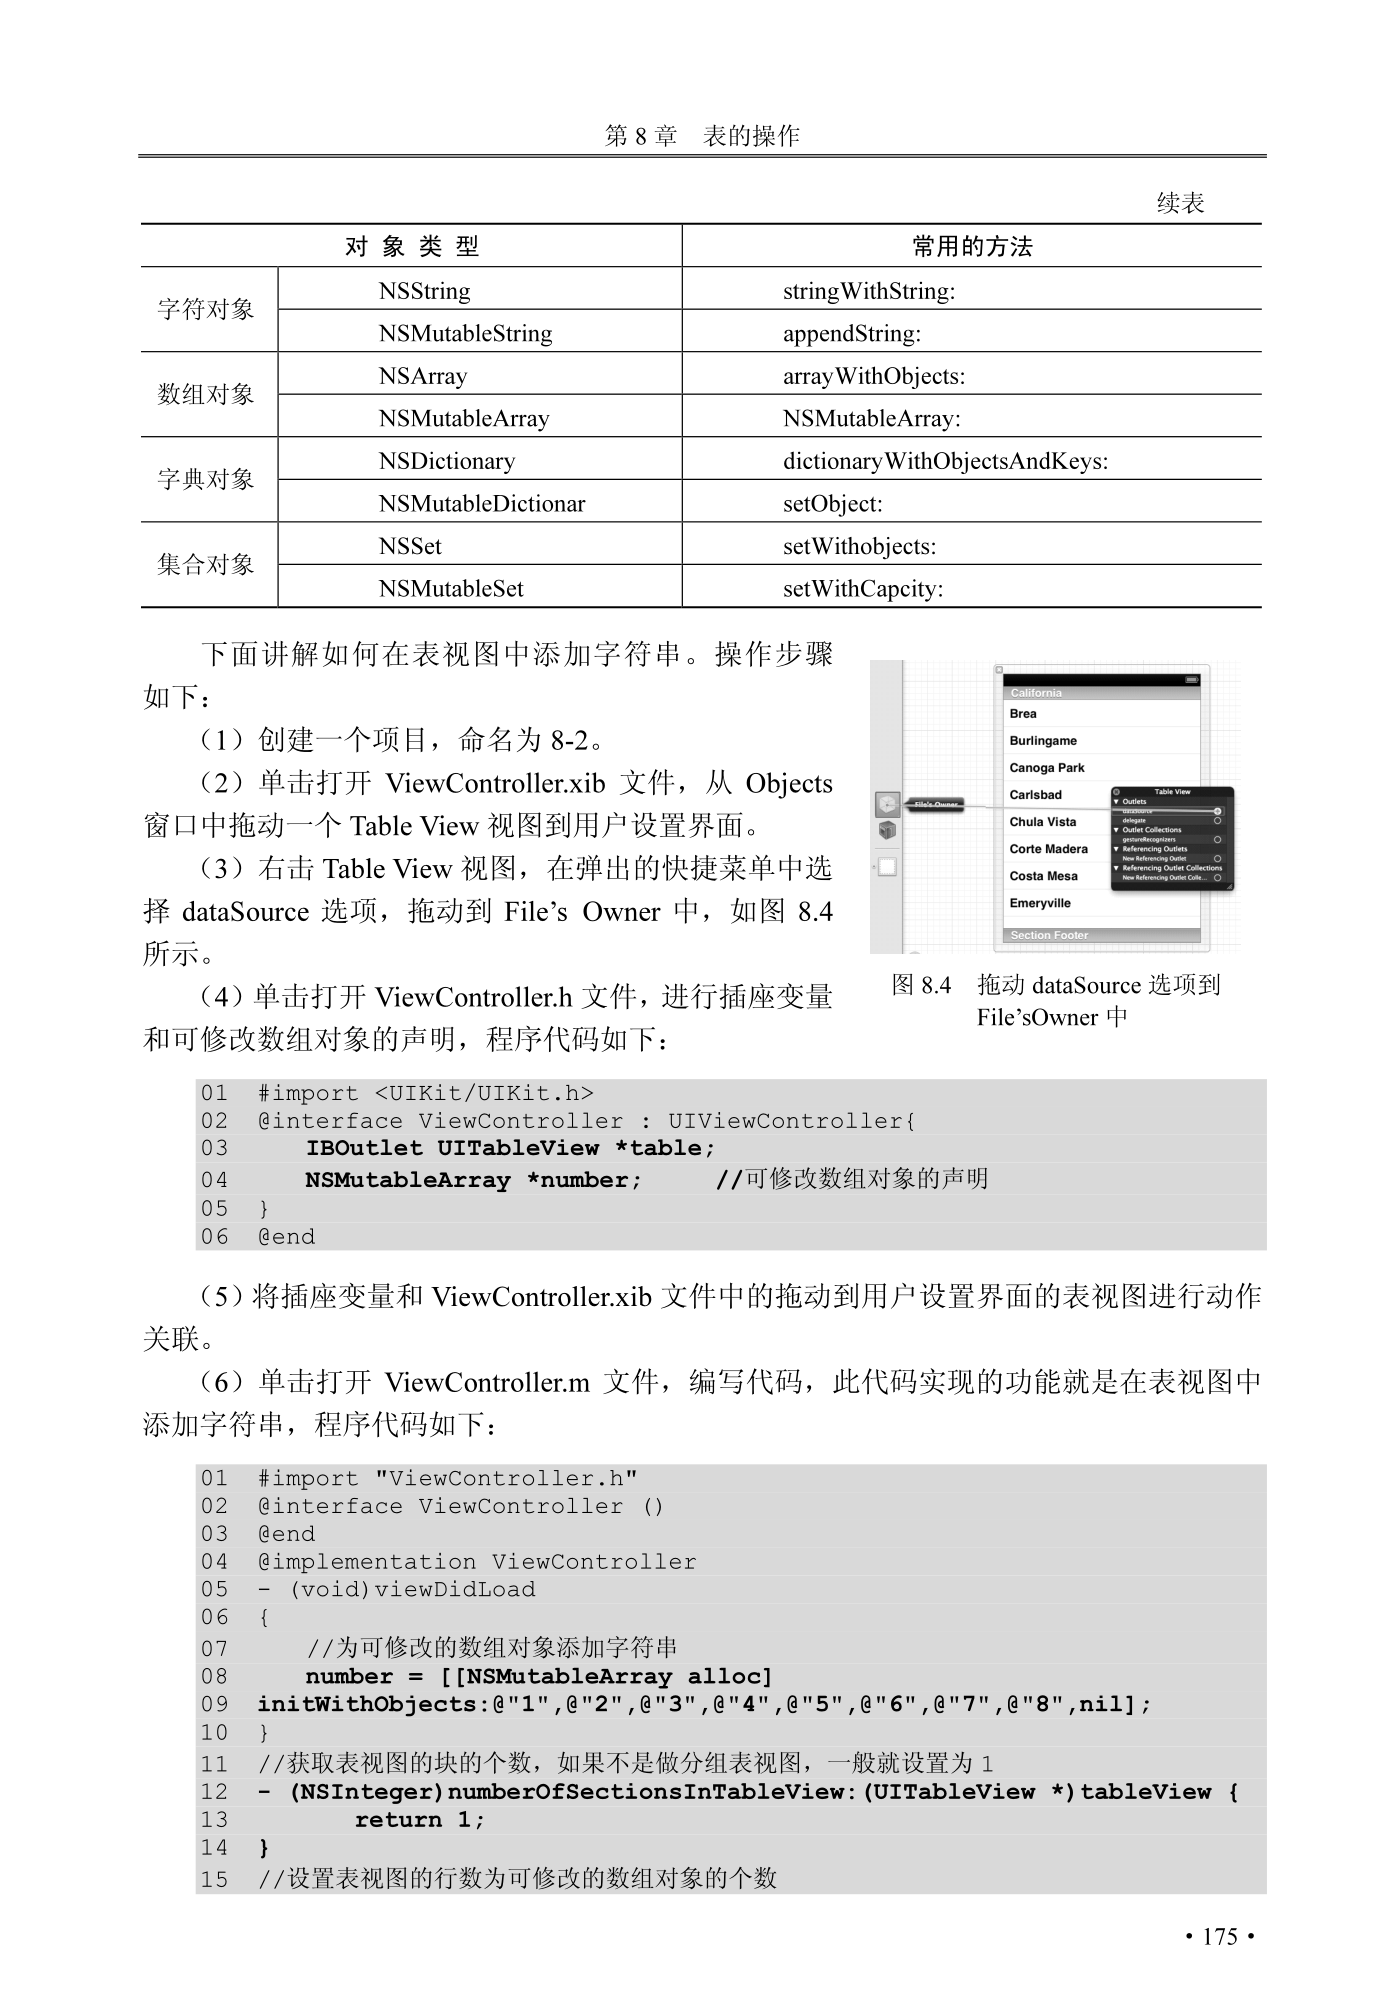 第 8 章　表的操作
续表
对 象 类 型　常用的方法
字符对象　NSString　stringWithString:
NSMutableString　appendString:
数组对象　NSArray　arrayWithObjects:
NSMutableArray　NSMutableArray:
字典对象　NSDictionary　dictionaryWithObjectsAndKeys:
NSMutableDictionar　setObject:
集合对象　NSSet　setWithobjects:
NSMutableSet　setWithCapcity:
下面讲解如何在表视图中添加字符串。操作步骤
如下：
（1）创建一个项目，命名为 8-2。
（2）单击打开 ViewController.xib 文件，从 Objects
窗口中拖动一个 Table View 视图到用户设置界面。
（3）右击 Table View 视图，在弹出的快捷菜单中选
择 dataSource 选项，拖动到 File’s Owner 中，如图 8.4
所示。
（4）单击打开 ViewController.h 文件，进行插座变量
和可修改数组对象的声明，程序代码如下：
California
Brea
Burlingame
Canoga Park
Carlsbad
Chula Vista
Corte Madera
Costa Mesa
Emeryville
Section Footer
File's Owner
Table View
Outlets
dataSource
delegate
Outlet Collections
gestureRecognizers
Referencing Outlets
New Referencing Outlet
Referencing Outlet Collections
New Referencing Outlet Colle...
图 8.4　拖动 dataSource 选项到
File’sOwner 中
01 #import <UIKit/UIKit.h>
02 @interface ViewController : UIViewController{
03 IBOutlet UITableView *table;
04 NSMutableArray *number; //可修改数组对象的声明
05 }
06 @end
（5）将插座变量和 ViewController.xib 文件中的拖动到用户设置界面的表视图进行动作
关联。
（6）单击打开 ViewController.m 文件，编写代码，此代码实现的功能就是在表视图中
添加字符串，程序代码如下：
01 #import "ViewController.h"
02 @interface ViewController ()
03 @end
04 @implementation ViewController
05 - (void)viewDidLoad
06 {
07 //为可修改的数组对象添加字符串
08 number = [[NSMutableArray alloc]
09 initWithObjects:@"1",@"2",@"3",@"4",@"5",@"6",@"7",@"8",nil];
10 }
11 //获取表视图的块的个数，如果不是做分组表视图，一般就设置为 1
12 - (NSInteger)numberOfSectionsInTableView:(UITableView *)tableView {
13 return 1;
14 }
15 //设置表视图的行数为可修改的数组对象的个数
• 175 •